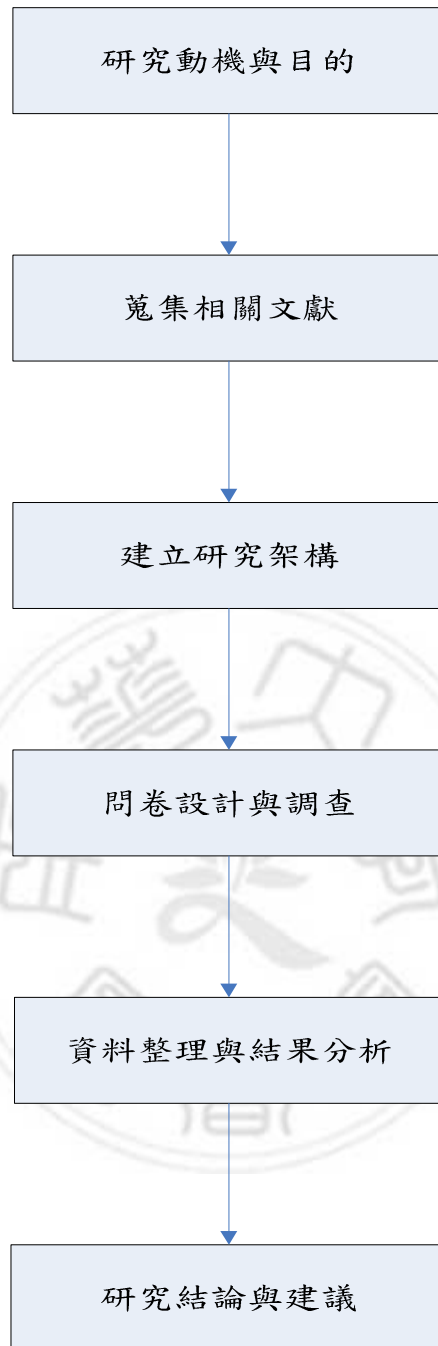 研究動機與目的
蒐集相關文獻
建立研究架構
問卷設計與調查
資料整理與結果分析
研究結論與建議